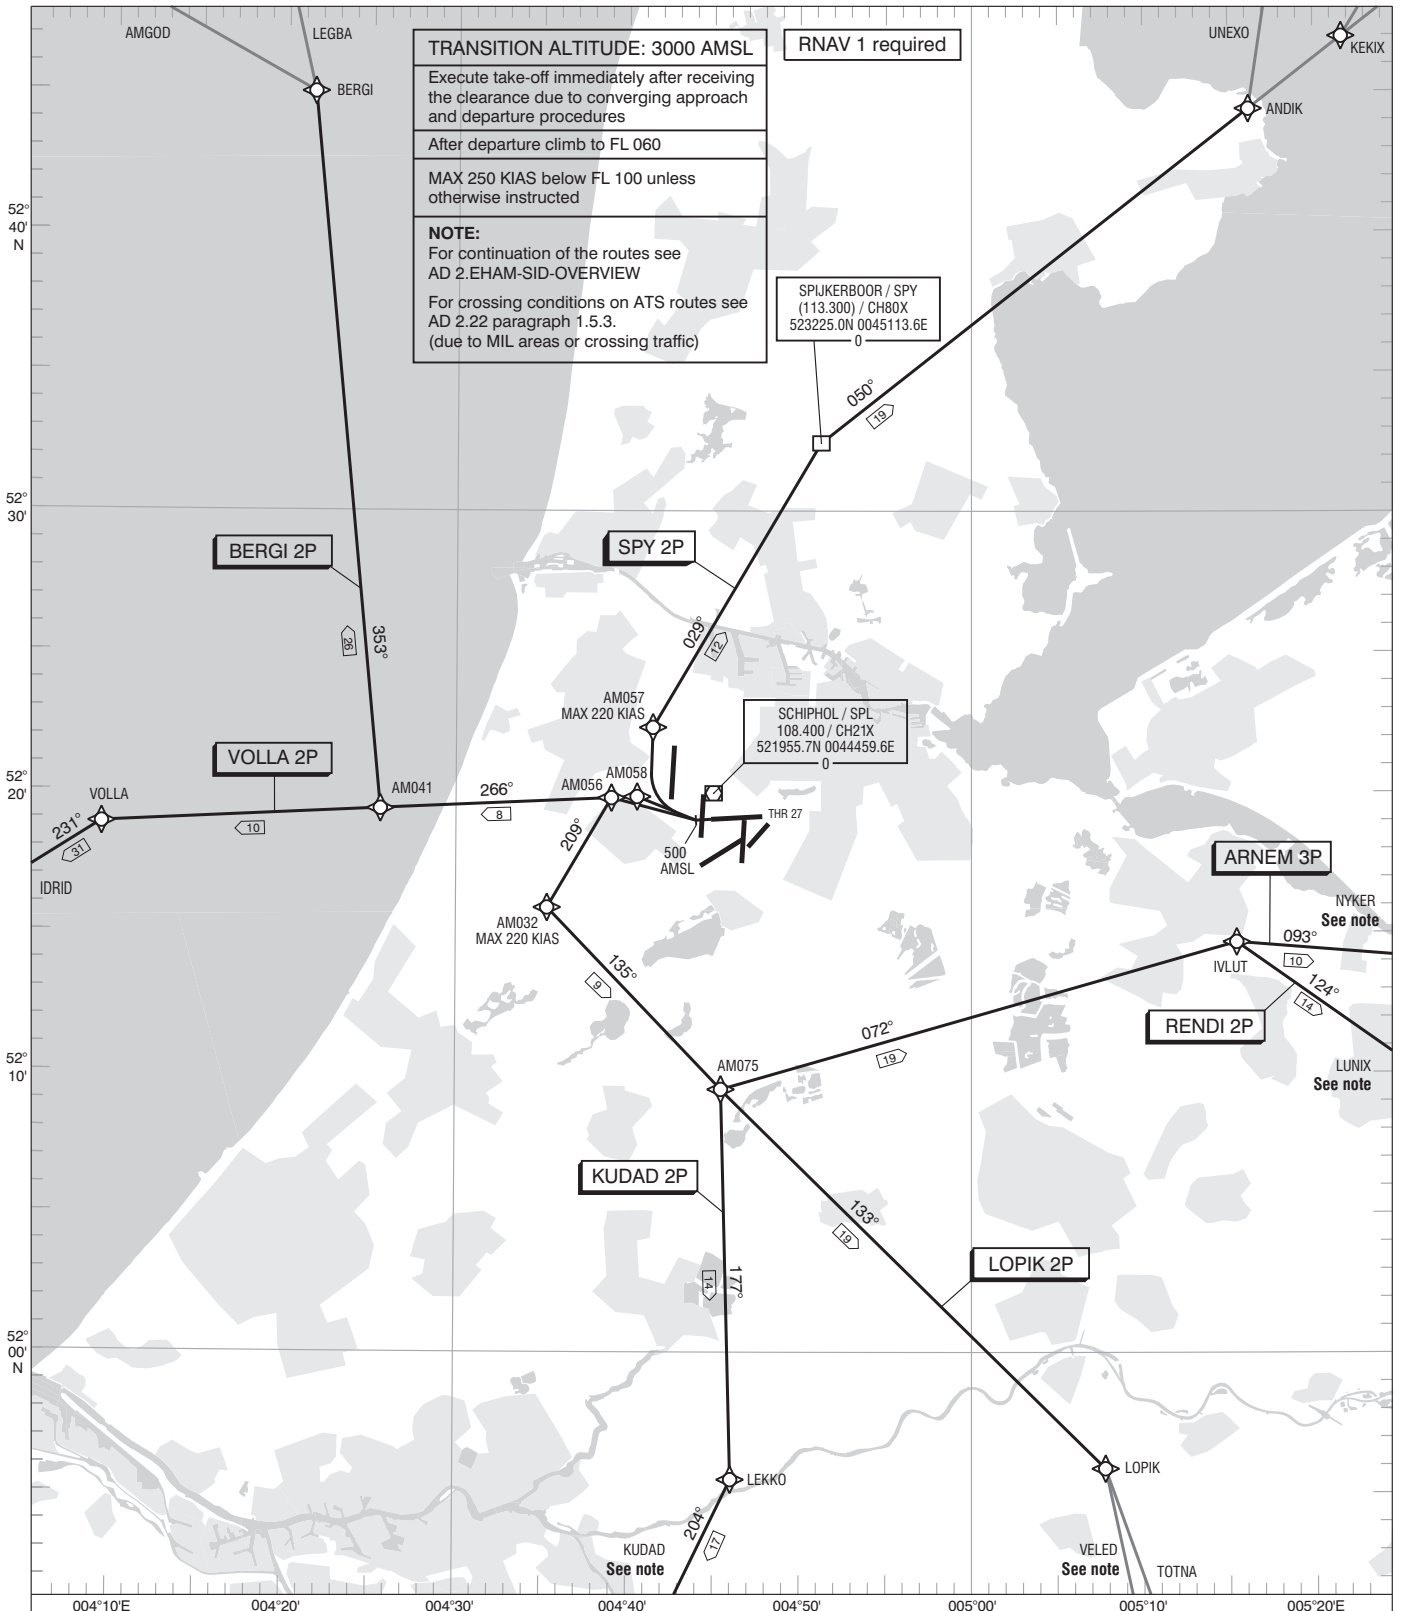 AMGOD
LEGBA
BERGI
TRANSITION ALTITUDE: 3000 AMSL
Execute take-off immediately after receiving
the clearance due to converging approach
and departure procedures
After departure climb to FL 060
MAX 250 KIAS below FL 100 unless
otherwise instructed
NOTE:
For continuation of the routes see
AD 2.EHAM-SID-OVERVIEW
For crossing conditions on ATS routes see
AD 2.22 paragraph 1.5.3.
(due to MIL areas or crossing traffic)
RNAV 1 required
UNEXO
KEKIX
ANDIK
52°
40'
N
SPIJKERBOOR / SPY
(113.300) / CH80X
523225.0N 0045113.6E
0
050°
19
52°
30'
BERGI 2P
SPY 2P
353°
26
029°
12
AM057
MAX 220 KIAS
SCHIPHOL / SPL
108.400 / CH21X
521955.7N 0044459.6E
0
VOLLA 2P
52°
20'
VOLLA
AM041
266°
8
AM056
AM058
THR 27
231°
31
10
209°
500
AMSL
IDRID
ARNEM 3P
NYKER
See note
AM032
MAX 220 KIAS
093°
10
IVLUT
135°
9
124°
14
RENDI 2P
072°
19
52°
10'
AM075
LUNIX
See note
KUDAD 2P
133°
19
LOPIK 2P
177°
14
52°
00'
N
LOPIK
LEKKO
204°
17
KUDAD
See note
VELED
See note
TOTNA
004°10'E
004°20'
004°30'
004°40'
004°50'
005°00'
005°10'
005°20'E